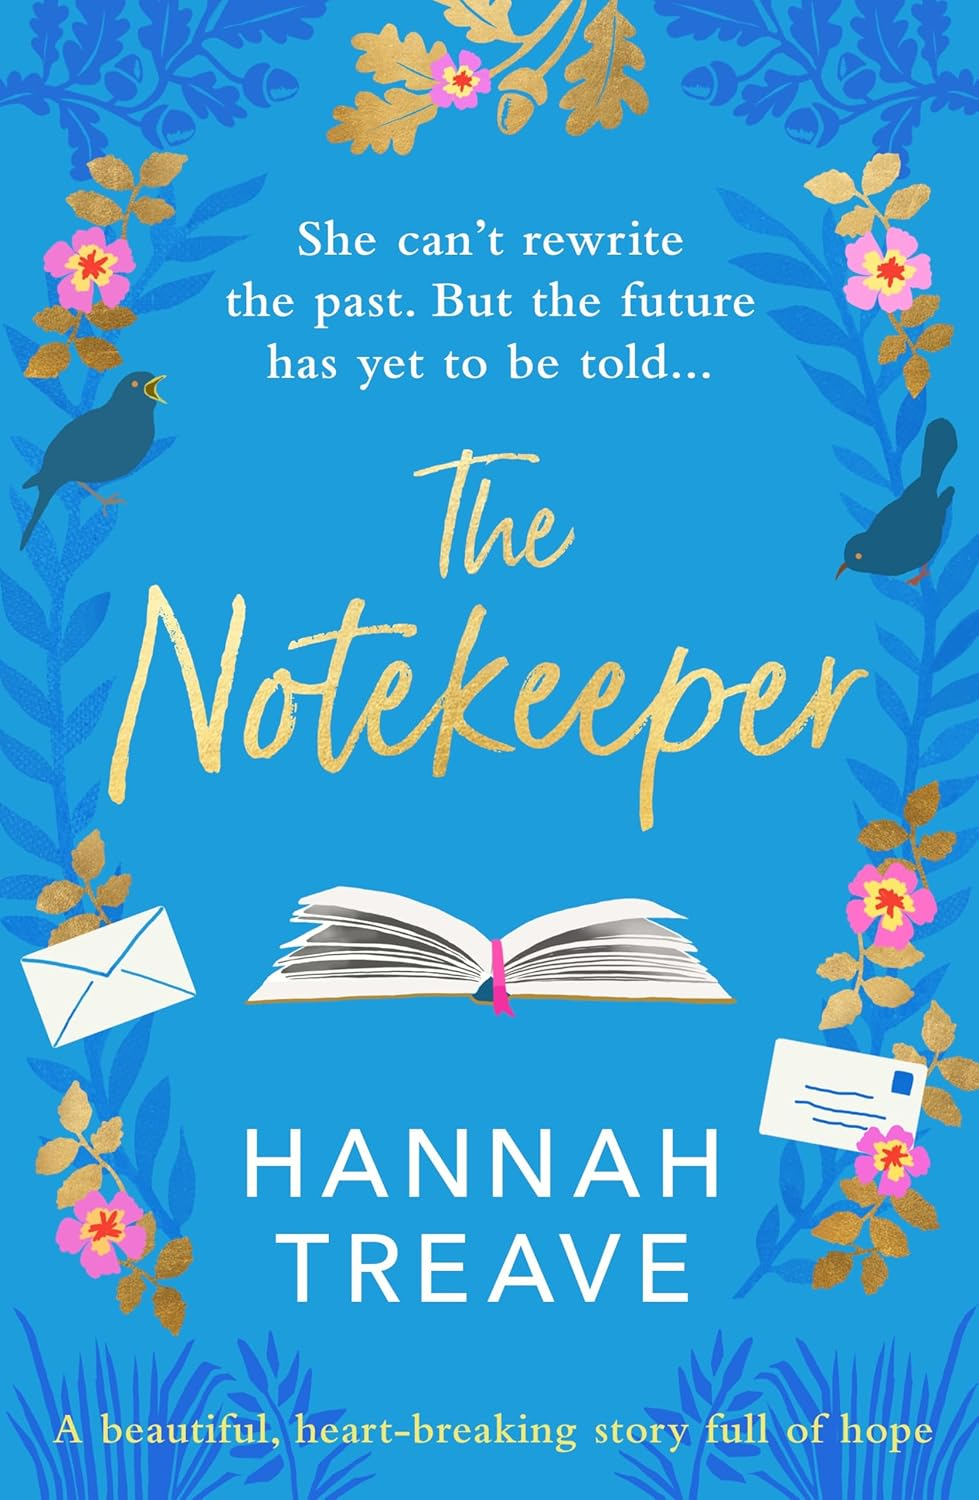 She can’t rewrite
the past. But the future
has yet to be told...
The
Notekeeper
HANNAH
TREAVE
A beautiful, heart-breaking story full of hope